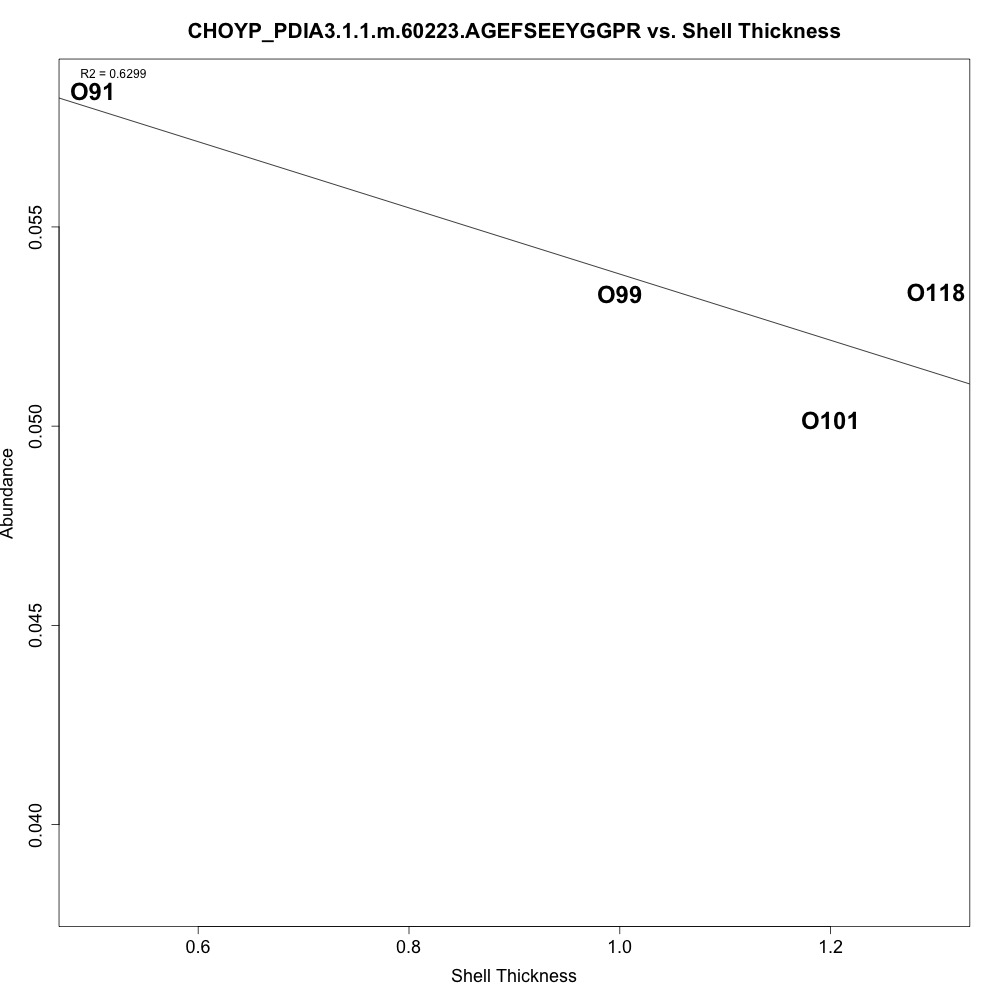 CHOYP_PDIA3.1.1.m.60223.AGEFSEEYGGPR vs. Shell Thickness
R2 = 0.6299
O91
O99
O118
O101
0.055
0.050
0.045
0.040
Abundance
0.6
0.8
1.0
1.2
Shell Thickness